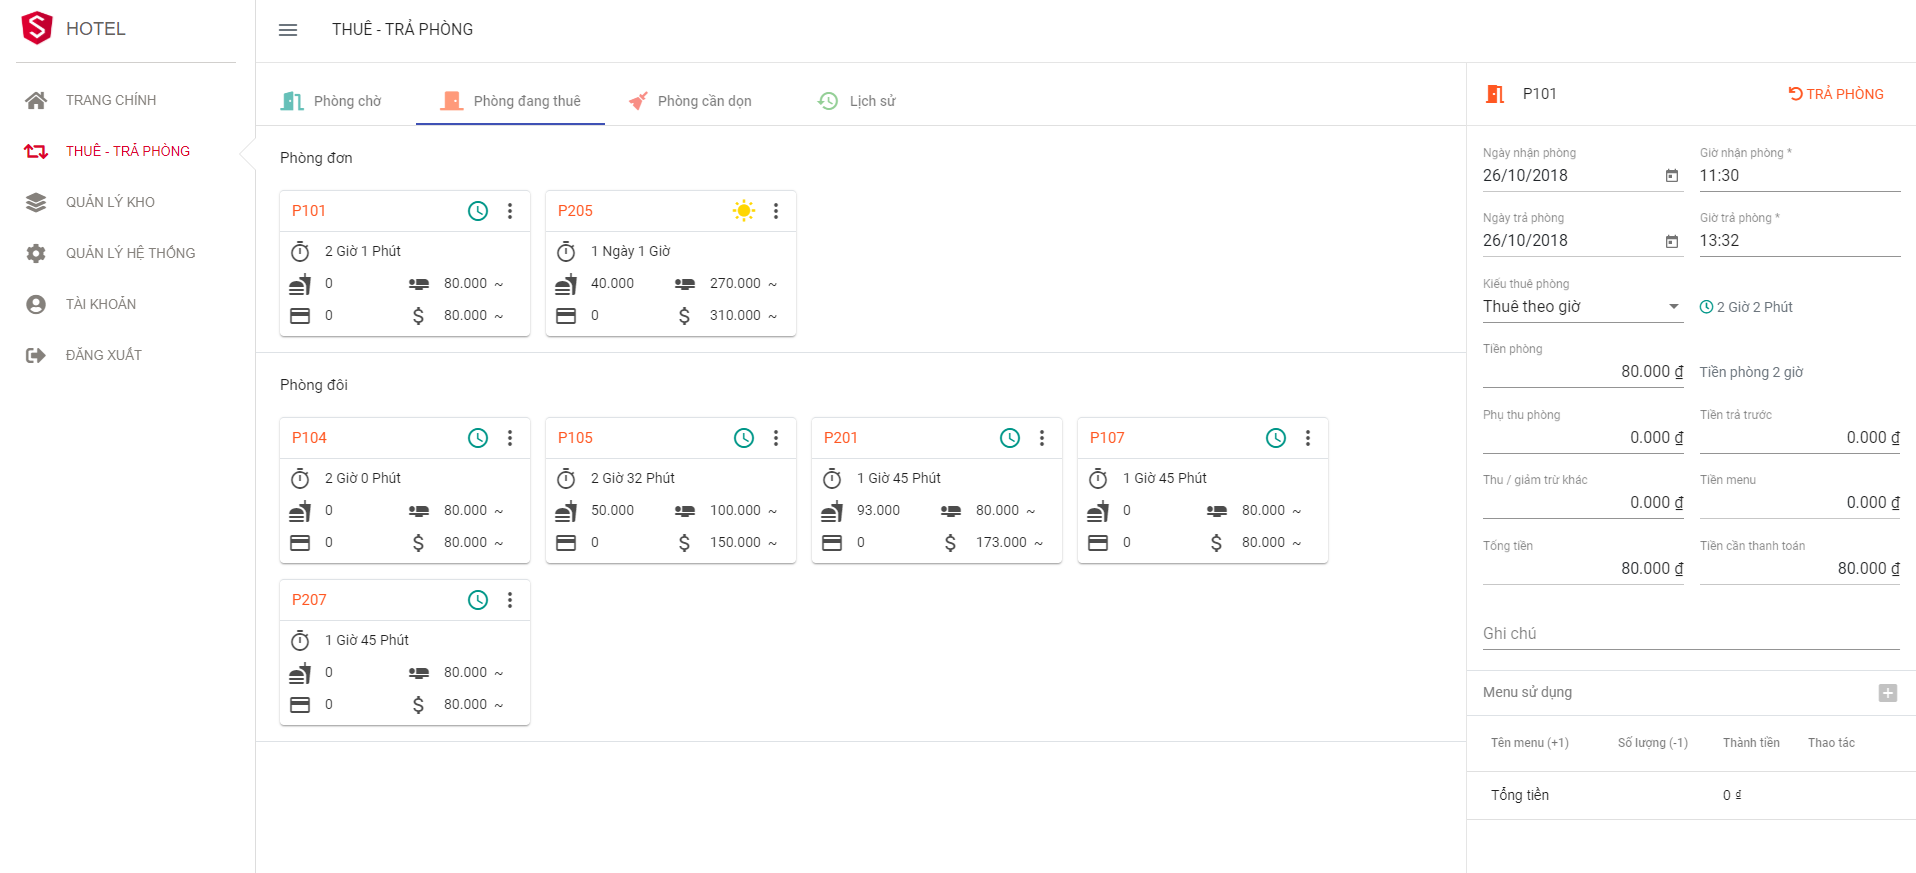 HOTEL
TRANG CHÍNH
THUÊ - TRẢ PHÒNG
QUẢN LÝ KHO
QUẢN LÝ HỆ THỐNG
TÀI KHOẢN
ĐĂNG XUẤT
THUÊ - TRẢ PHÒNG
Phòng chờ
Phòng đang thuê
Phòng cần dọn
Lịch sử
Phòng đơn
P101
2 Giờ 1 Phút
0 80.000 ~
0 $ 80.000 ~
P205
1 Ngày 1 Giờ
40.000 270.000 ~
0 $ 310.000 ~
Phòng đôi
P104
2 Giờ 0 Phút
0 80.000 ~
0 $ 80.000 ~
P105
2 Giờ 32 Phút
50.000 100.000 ~
0 $ 150.000 ~
P201
1 Giờ 45 Phút
93.000 80.000 ~
0 $ 173.000 ~
P107
1 Giờ 45 Phút
0 80.000 ~
0 $ 80.000 ~
P207
1 Giờ 45 Phút
0 80.000 ~
0 $ 80.000 ~
P101 TRẢ PHÒNG
Ngày nhận phòng Giờ nhận phòng *
26/10/2018 11:30
Ngày trả phòng Giờ trả phòng *
26/10/2018 13:32
Kiểu thuê phòng
Thuê theo giờ 2 Giờ 2 Phút
Tiền phòng
80.000 ₫ Tiền phòng 2 giờ
Phụ thu phòng Tiền trả trước
0.000 ₫ 0.000 ₫
Thu / giảm trừ khác Tiền menu
0.000 ₫ 0.000 ₫
Tổng tiền Tiền cần thanh toán
80.000 ₫ 80.000 ₫
Ghi chú
Menu sử dụng
Tên menu (+1) Số lượng (-1) Thành tiền Thao tác
Tổng tiền 0 ₫